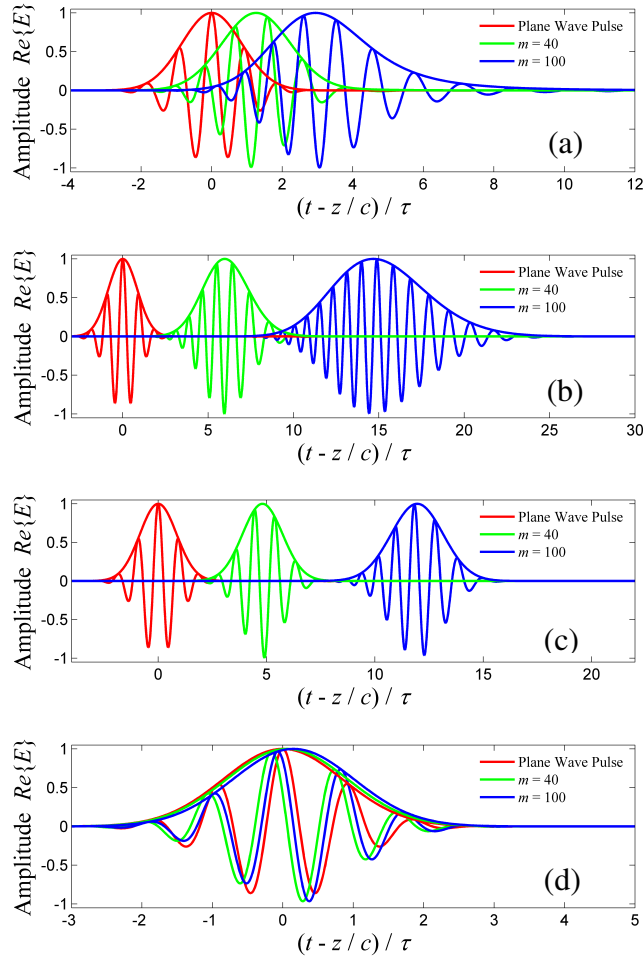 Amplitude Re{E}
1
0.5
0
-0.5
-1
Plane Wave Pulse
m = 40
m = 100
(a)
-4 -2 0 2 4 6 8 10 12
(t - z / c) / τ
Amplitude Re{E}
1
0.5
0
-0.5
-1
Plane Wave Pulse
m = 40
m = 100
(b)
0 5 10 15 20 25 30
(t - z / c) / τ
Amplitude Re{E}
1
0.5
0
-0.5
-1
Plane Wave Pulse
m = 40
m = 100
(c)
0 5 10 15 20
(t - z / c) / τ
Amplitude Re{E}
1
0.5
0
-0.5
-1
Plane Wave Pulse
m = 40
m = 100
(d)
-3 -2 -1 0 1 2 3 4 5
(t - z / c) / τ